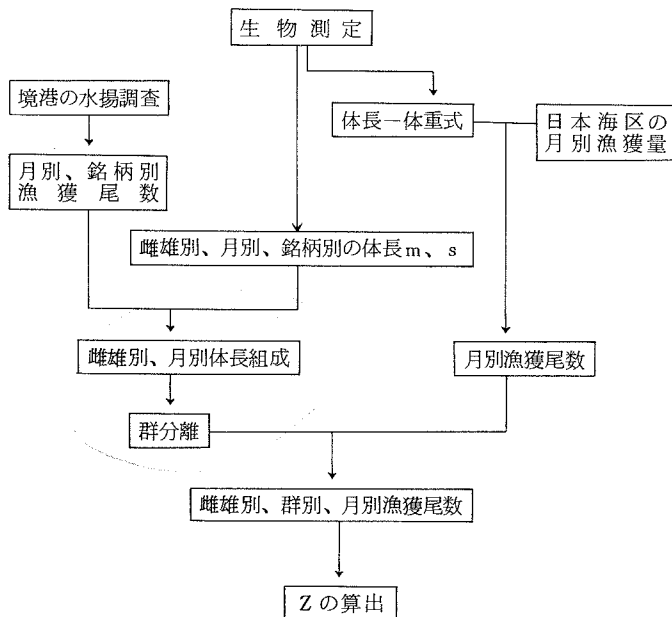 生物測定
境港の水揚調査
体長－体重式
日本海区の
月別漁獲量
月別、銘柄別
漁獲尾数
雌雄別、月別、銘柄別の体長m、s
雌雄別、月別体長組成
月別漁獲尾数
群分離
雌雄別、群別、月別漁獲尾数
Zの算出